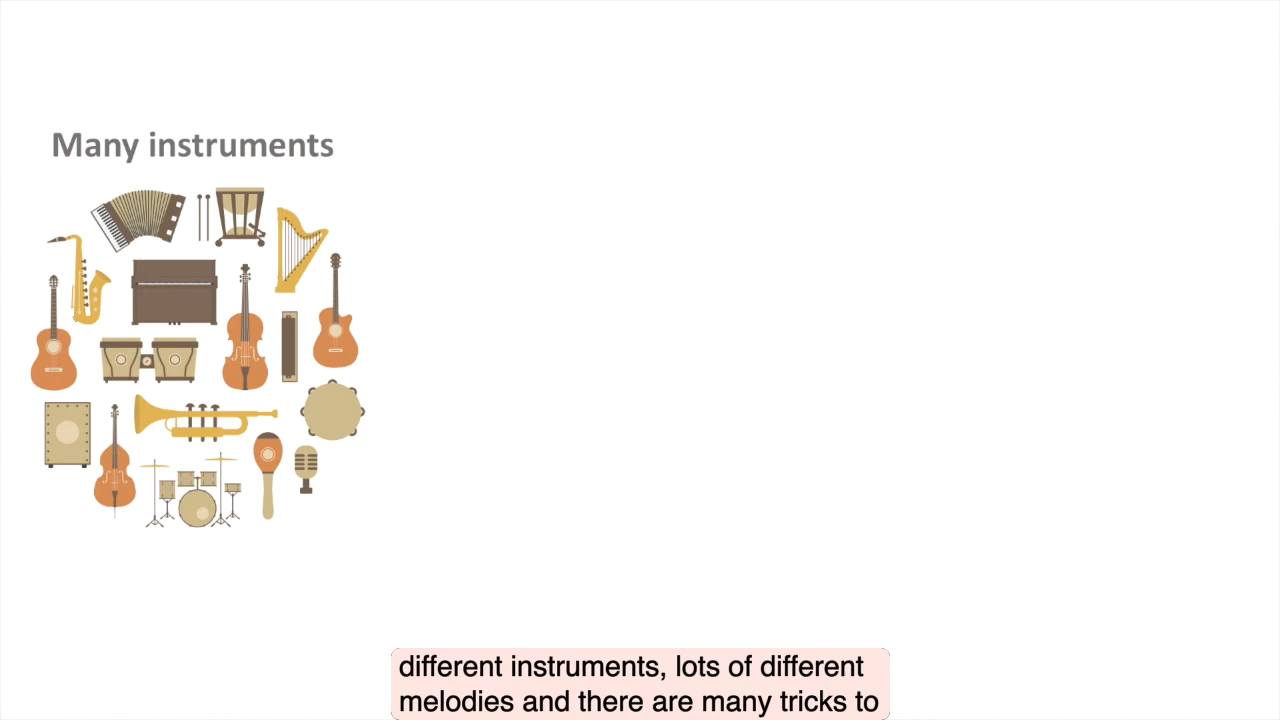 Many instruments
different instruments, lots of different
melodies and there are many tricks to